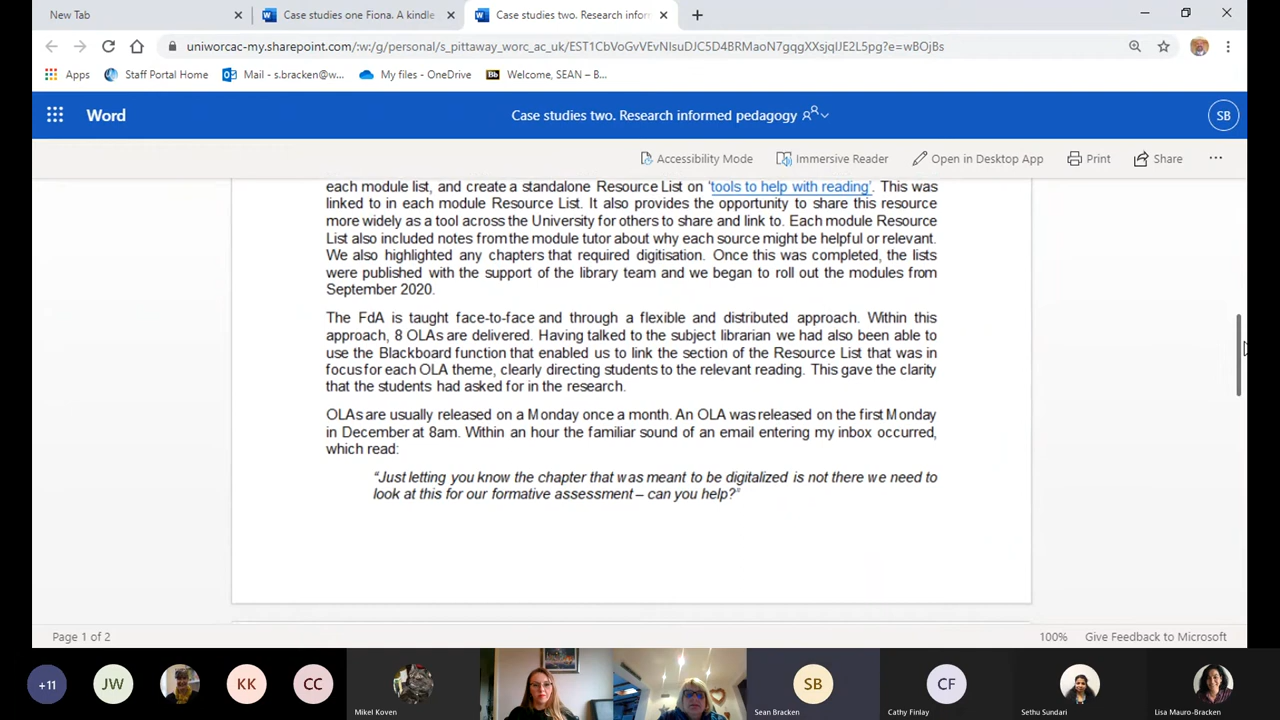 New Tab
Case studies one Fiona. A kindle
Case studies two. Research inforr
uniworcac-my.sharepoint.com/:w:/g/personal/s_pittaway_worc_ac_uk/EST1CbVoGvVEvNIsuDJC5D4BRMaoN7gqgXXsjqIJE2L5pg?e=wBOjBs
Apps
Staff Portal Home
Mail - s.bracken@w...
My files - OneDrive
Bb
Welcome, SEAN – B...
Word
Case studies two. Research informed pedagogy
SB
Accessibility Mode
Immersive Reader
Open in Desktop App
Print
Share
each module list, and create a standalone Resource List on 'tools to help with reading'. This was
linked to in each module Resource List. It also provides the opportunity to share this resource
more widely as a tool across the University for others to share and link to. Each module Resource
List also included notes from the module tutor about why each source might be helpful or relevant.
We also highlighted any chapters that required digitisation. Once this was completed, the lists
were published with the support of the library team and we began to roll out the modules from
September 2020.
The FdA is taught face-to-face and through a flexible and distributed approach. Within this
approach, 8 OLAs are delivered. Having talked to the subject librarian we had also been able to
use the Blackboard function that enabled us to link the section of the Resource List that was in
focus for each OLA theme, clearly directing students to the relevant reading. This gave the clarity
that the students had asked for in the research.
OLAs are usually released on a Monday once a month. An OLA was released on the first Monday
in December at 8am. Within an hour the familiar sound of an email entering my inbox occurred,
which read:
“Just letting you know the chapter that was meant to be digitalized is not there we need to
look at this for our formative assessment – can you help?”
Page 1 of 2
100%
Give Feedback to Microsoft
+11
JW
KK
CC
Mikel Koven
SB
Sean Bracken
CF
Cathy Finlay
Sethu Sundari
Lisa Mauro-Bracken